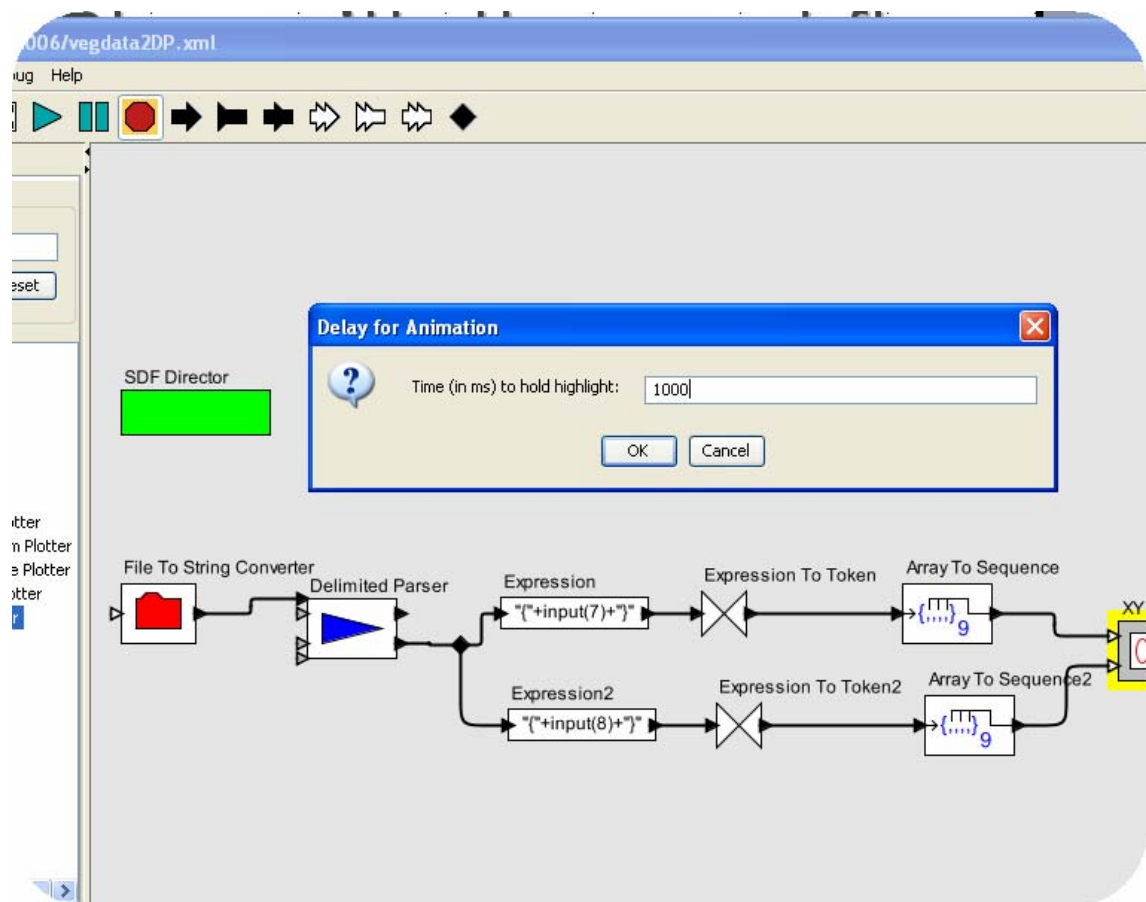 006/vegdata2DP.xml
ug Help
eset
Delay for Animation
SDF Director
Time (in ms) to hold highlight: 1000
OK Cancel
otter
m Plotter
e Plotter
otter
r
File To String Converter
Delimited Parser
Expression
Expression To Token
Array To Sequence
XY
"{"+input(7)+"}"
{,,,,}
9
Expression2
Expression To Token2
Array To Sequence2
"{"+input(8)+"}"
{,,,,}
9